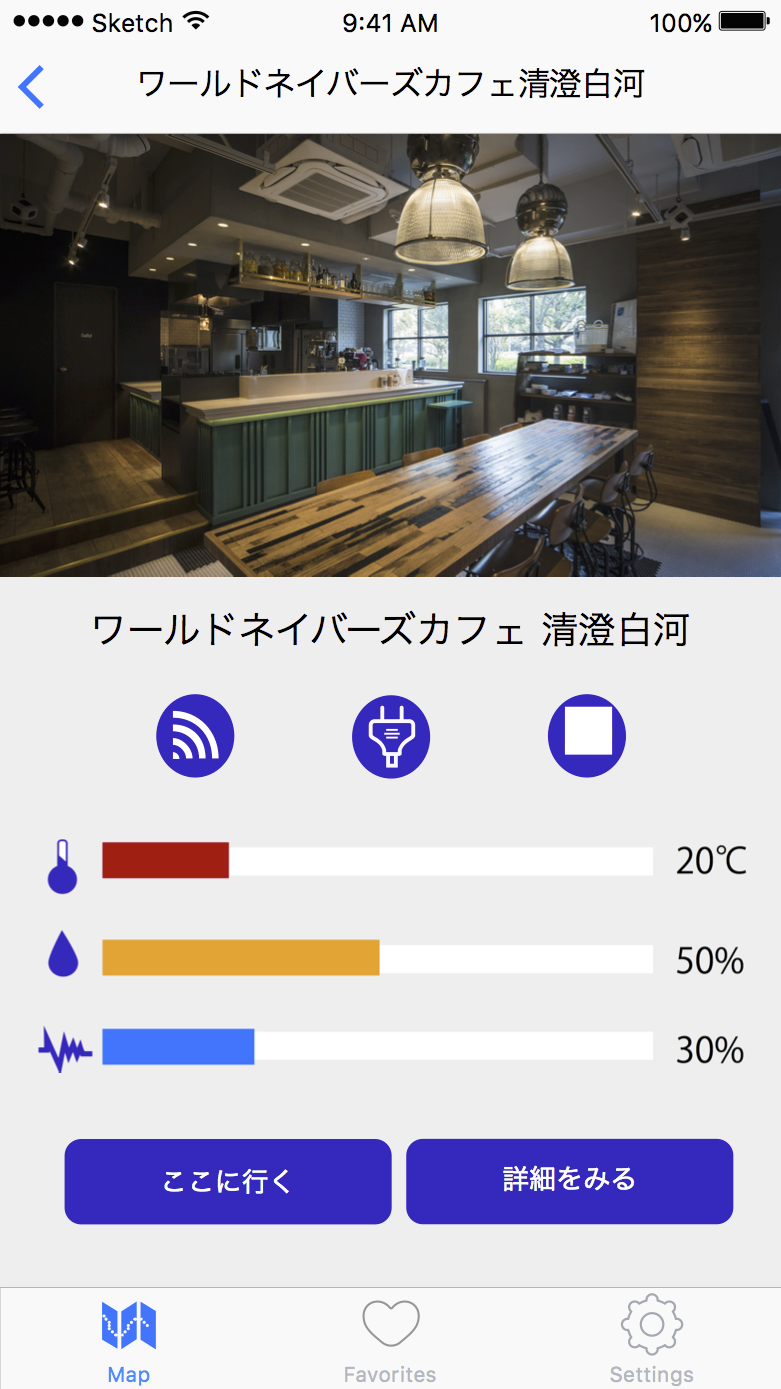 Sketch 9:41 AM 100%
ワールドネイバーズカフェ清澄白河
ワールドネイバーズカフェ 清澄白河
20℃
50%
30%
ここに行く 詳細をみる
Map Favorites Settings